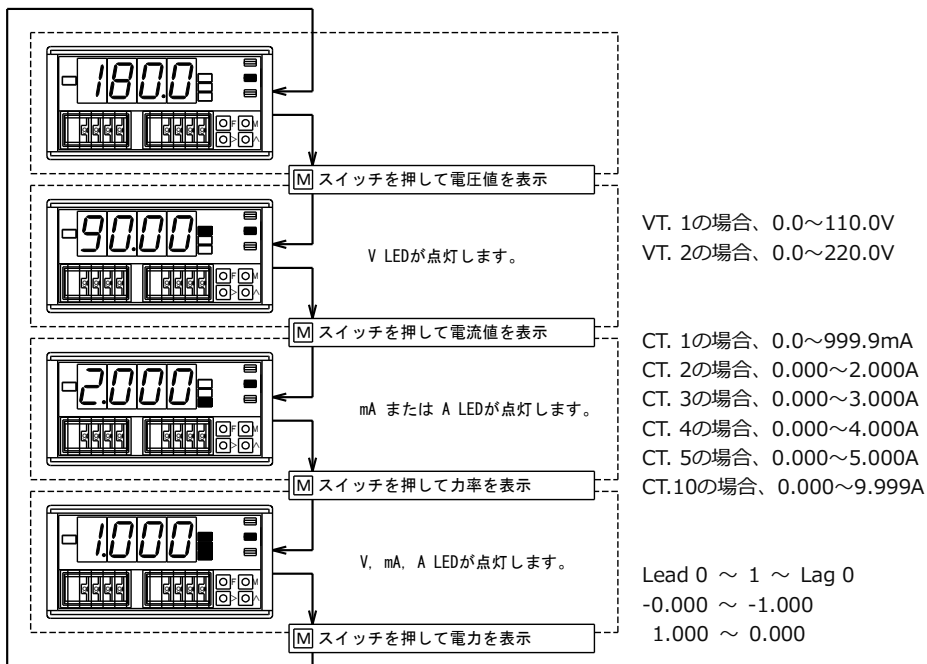 180.0
F M
> ∧
M スイッチを押して電圧値を表示
90.00
F M
> ∧
V LEDが点灯します。
VT. 1の場合、0.0～110.0V
VT. 2の場合、0.0～220.0V
M スイッチを押して電流値を表示
2.000
F M
> ∧
mA または A LEDが点灯します。
CT. 1の場合、0.0～999.9mA
CT. 2の場合、0.000～2.000A
CT. 3の場合、0.000～3.000A
CT. 4の場合、0.000～4.000A
CT. 5の場合、0.000～5.000A
CT.10の場合、0.000～9.999A
M スイッチを押して力率を表示
1.000
F M
> ∧
V, mA, A LEDが点灯します。
Lead 0 ～ 1 ～ Lag 0
-0.000 ～ -1.000
1.000 ～ 0.000
M スイッチを押して電力を表示